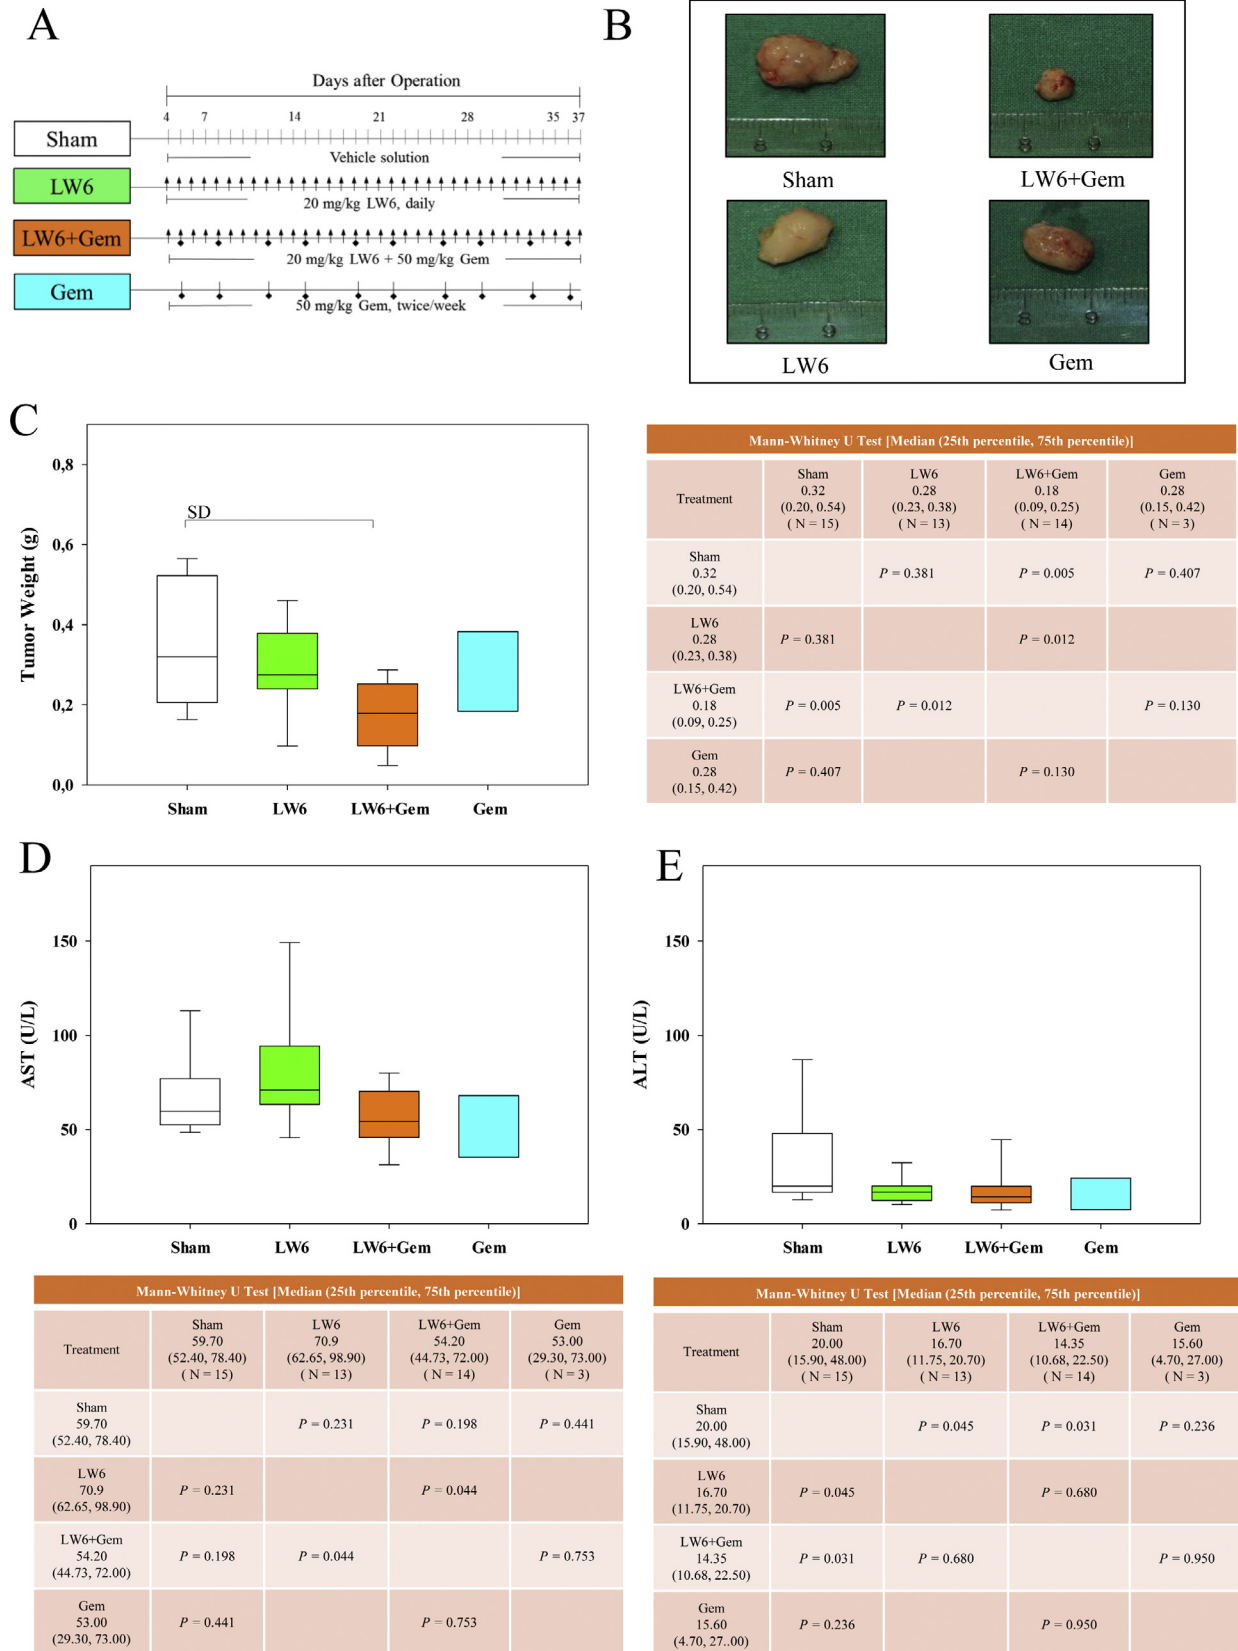 A
Days after Operation
4 7 14 21 28 35 37
Sham
Vehicle solution
LW6
20 mg/kg LW6, daily
LW6+Gem
20 mg/kg LW6 + 50 mg/kg Gem
Gem
50 mg/kg Gem, twice/week
B
8 9
Sham
8 9
LW6+Gem
8 9
LW6
8 9
Gem
C
Tumor Weight (g)
0,8
0,6
0,4
0,2
0,0
SD
Sham LW6 LW6+Gem Gem
Mann-Whitney U Test [Median (25th percentile, 75th percentile)]
Treatment
Sham
0.32
(0.20, 0.54)
( N = 15)
LW6
0.28
(0.23, 0.38)
( N = 13)
LW6+Gem
0.18
(0.09, 0.25)
( N = 14)
Gem
0.28
(0.15, 0.42)
( N = 3)
Sham
0.32
(0.20, 0.54)
P = 0.381
P = 0.005
P = 0.407
LW6
0.28
(0.23, 0.38)
P = 0.381
P = 0.012
LW6+Gem
0.18
(0.09, 0.25)
P = 0.005
P = 0.012
P = 0.130
Gem
0.28
(0.15, 0.42)
P = 0.407
P = 0.130
D
AST (U/L)
150
100
50
0
Sham LW6 LW6+Gem Gem
Mann-Whitney U Test [Median (25th percentile, 75th percentile)]
Treatment
Sham
59.70
(52.40, 78.40)
( N = 15)
LW6
70.9
(62.65, 98.90)
( N = 13)
LW6+Gem
54.20
(44.73, 72.00)
( N = 14)
Gem
53.00
(29.30, 73.00)
( N = 3)
Sham
59.70
(52.40, 78.40)
P = 0.231
P = 0.198
P = 0.441
LW6
70.9
(62.65, 98.90)
P = 0.231
P = 0.044
LW6+Gem
54.20
(44.73, 72.00)
P = 0.198
P = 0.044
P = 0.753
Gem
53.00
(29.30, 73.00)
P = 0.441
P = 0.753
E
ALT (U/L)
150
100
50
0
Sham LW6 LW6+Gem Gem
Mann-Whitney U Test [Median (25th percentile, 75th percentile)]
Treatment
Sham
20.00
(15.90, 48.00)
( N = 15)
LW6
16.70
(11.75, 20.70)
( N = 13)
LW6+Gem
14.35
(10.68, 22.50)
( N = 14)
Gem
15.60
(4.70, 27.00)
( N = 3)
Sham
20.00
(15.90, 48.00)
P = 0.045
P = 0.031
P = 0.236
LW6
16.70
(11.75, 20.70)
P = 0.045
P = 0.680
LW6+Gem
14.35
(10.68, 22.50)
P = 0.031
P = 0.680
P = 0.950
Gem
15.60
(4.70, 27..00)
P = 0.236
P = 0.950